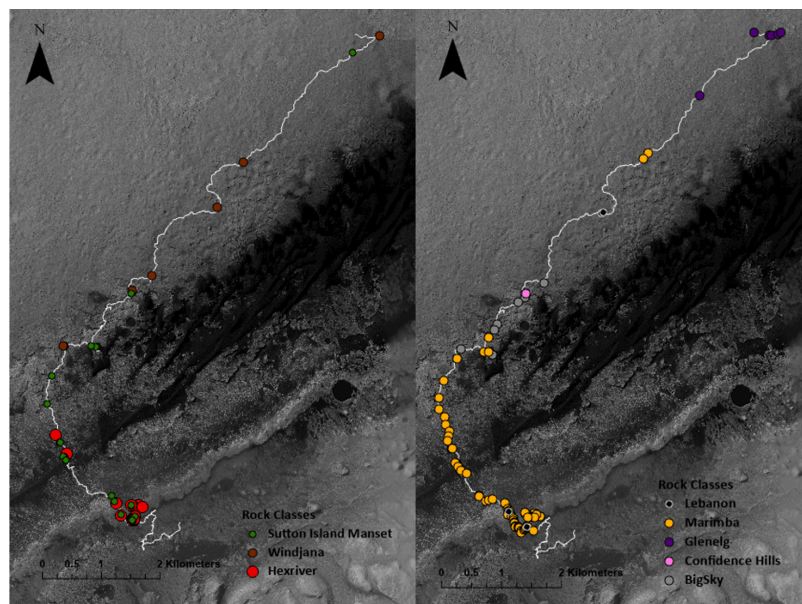 N
Rock Classes
Sutton Island Manset
Windjana
Hexriver
0 0.5 1 2 Kilometers
N
Rock Classes
Lebanon
Marimba
Glenelg
Confidence Hills
BigSky
0 0.5 1 2 Kilometers